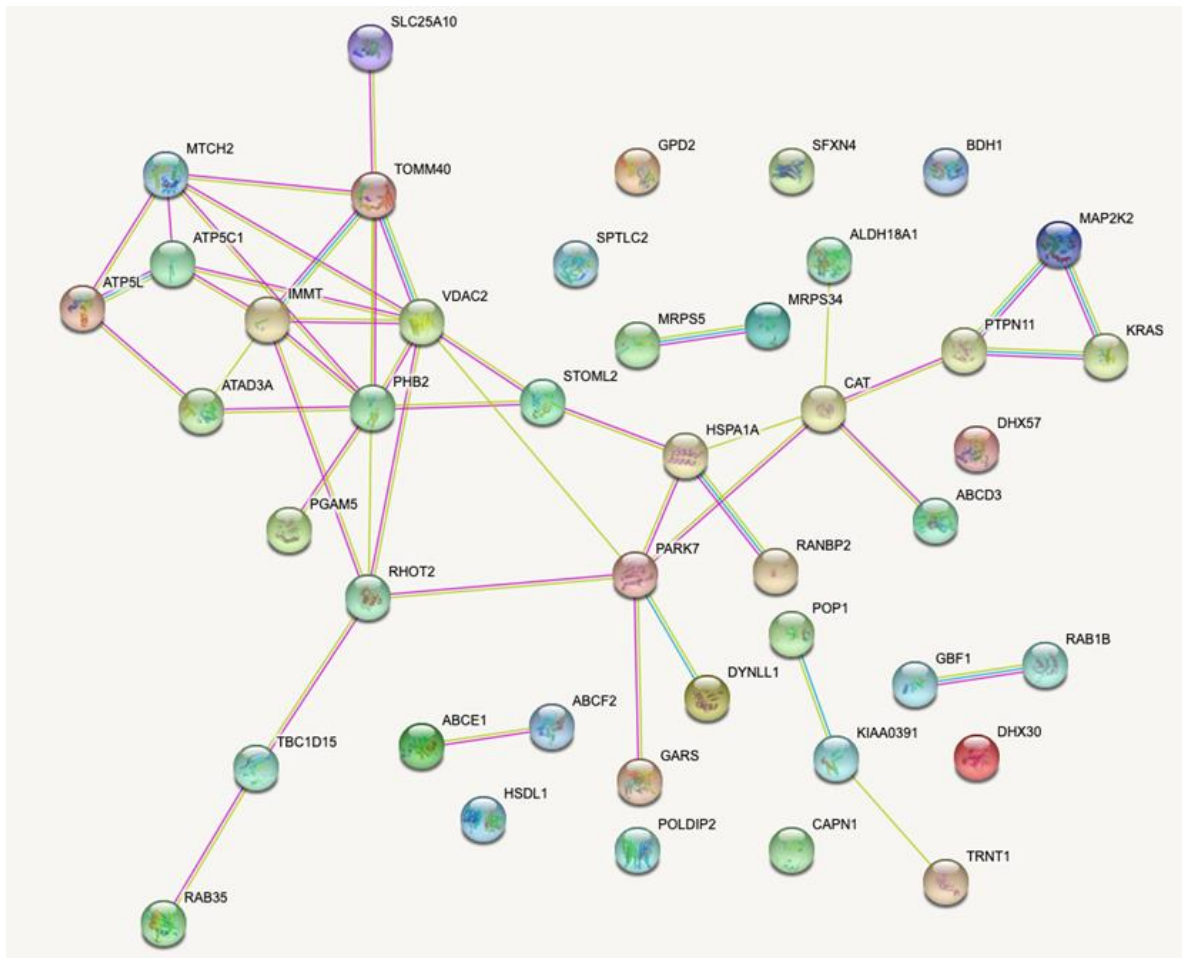 SLC25A10
MTCH2
TOMM40
GPD2
SFXN4
BDH1
ATP5C1
SPTLC2
ALDH18A1
MAP2K2
ATP5L
IMMT
VDAC2
MRPS5
MRPS34
PTPN11
KRAS
ATAD3A
PHB2
STOML2
HSPA1A
CAT
DHX57
ABCD3
PGAM5
RHOT2
PARK7
RANBP2
POP1
GBF1
RAB1B
DYNLL1
ABCE1
ABCF2
TBC1D15
KIAA0391
DHX30
GARS
HSDL1
POLDIP2
CAPN1
TRNT1
RAB35